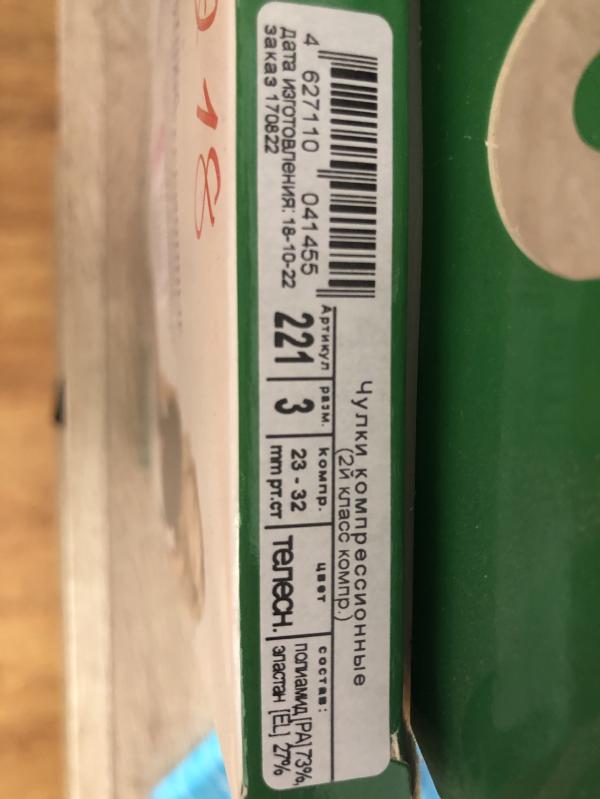 Чулки компрессионные
(2й класс компр.)
4 627110 041455
дата изготовления: 18-10-22
заказ 170822
Артикул разм. компр. цвет состав:
221 3 23 - 32 телесн. полиамид [PA] 73%,
mm рт.ст эластан [EL] 27%
18